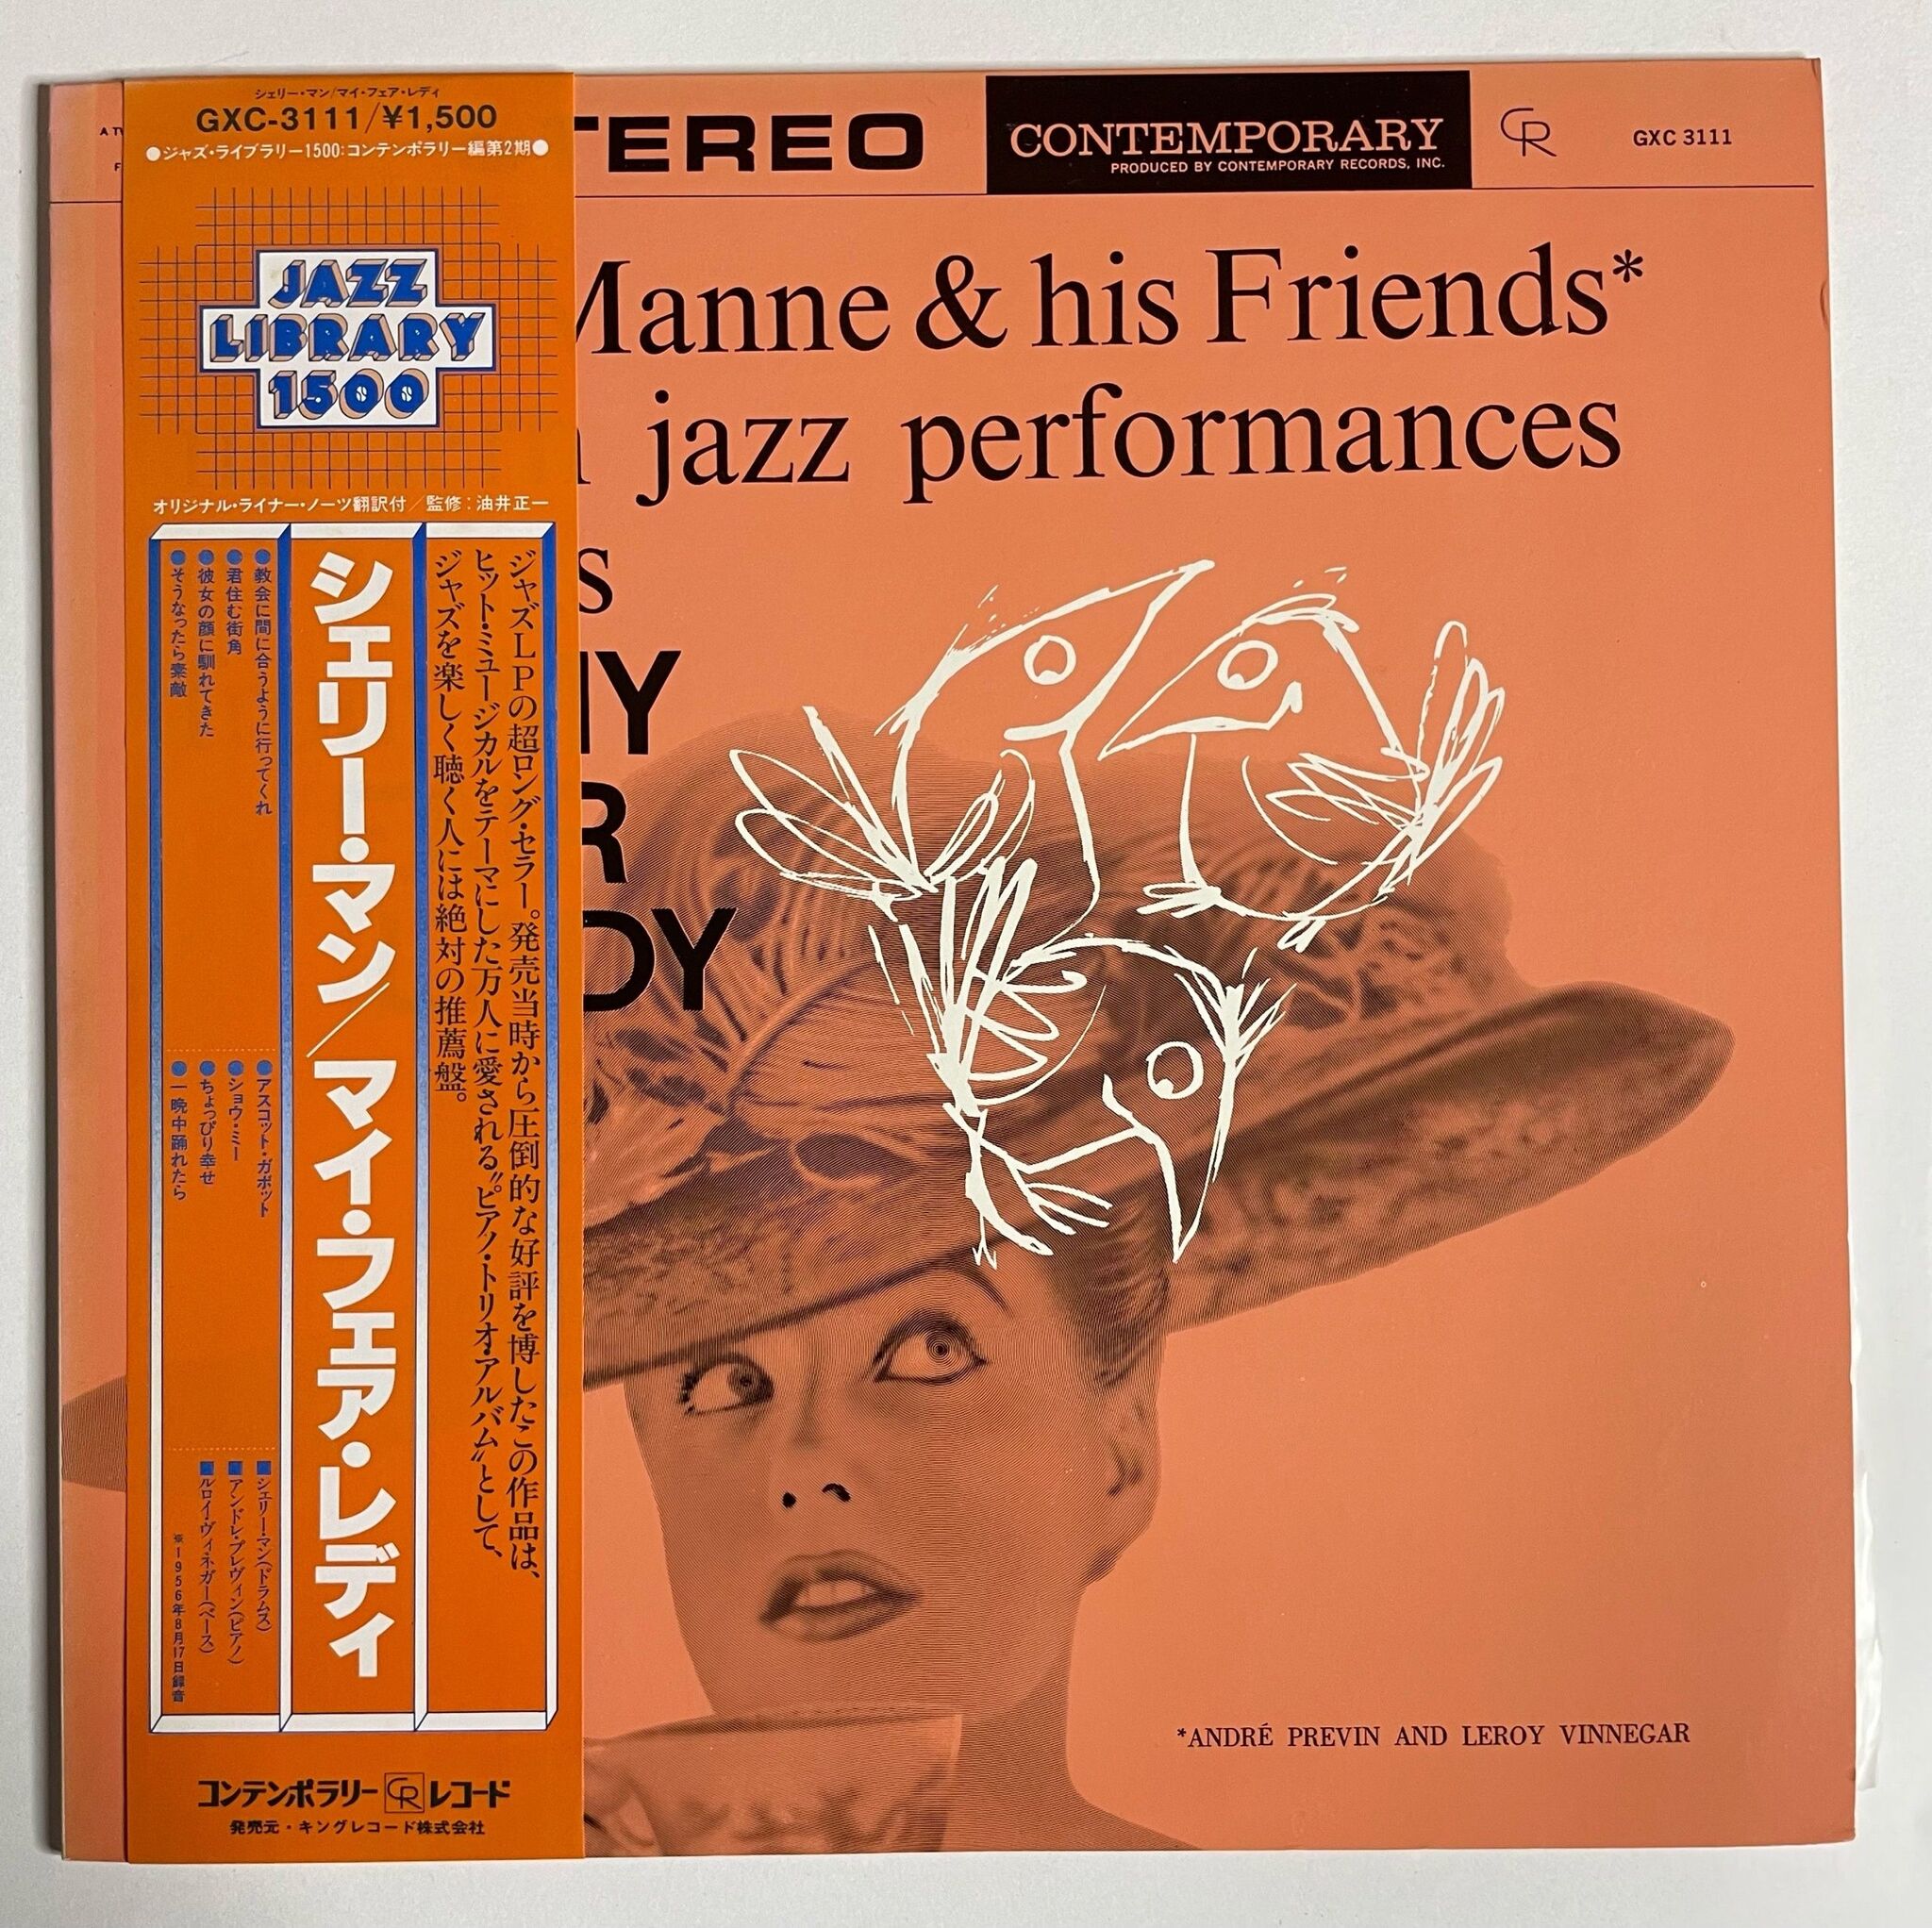 シェリー・マン/マイ・フェア・レディ
GXC-3111/¥1,500
●ジャズ・ライブラリー1500:コンテンポラリー編第2期●
JAZZ
LIBRARY
1500
オリジナル・ライナー・ノーツ翻訳付/監修:油井正一
ジャズLPの超ロング・セラー。発売当時から圧倒的な好評を博したこの作品は、
ヒット・ミュージカルをテーマにした万人に愛される〝ピアノ・トリオ・アルバム〟として、
ジャズを楽しく聴く人には絶対の推薦盤。
シェリー・マン/マイ・フェア・レディ
●教会に間に合うように行ってくれ
●君住む街角
●彼女の顔に馴れてきた
●そうなったら素敵
●アスコット・ガボット
●ショウ・ミー
●ちょっぴり幸せ
●一晩中踊れたら
■シェリー・マン(ドラムス)
■アンドレ・プレヴィン(ピアノ)
■ルロイ・ヴィネガー(ベース)
※1956年8月17日録音
コンテンポラリー CR レコード
発売元・キングレコード株式会社
TEREO
CONTEMPORARY
PRODUCED BY CONTEMPORARY RECORDS, INC.
CR
GXC 3111
Manne & his Friends*
jazz performances
s
MY
R
DY
*ANDRÉ PREVIN AND LEROY VINNEGAR